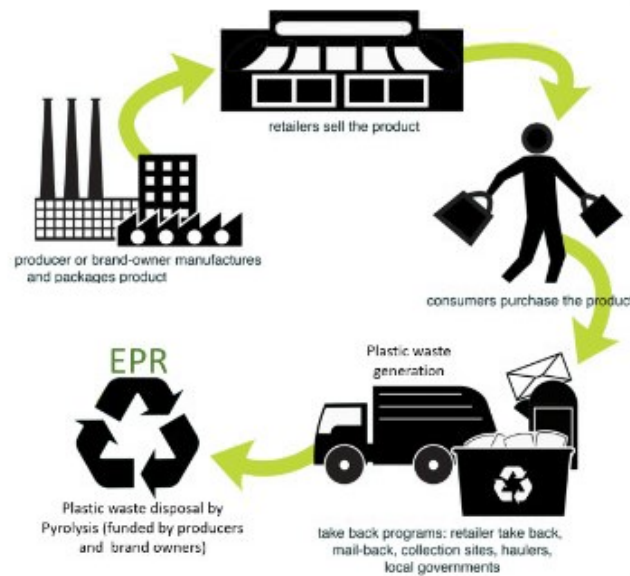 retailers sell the product
producer or brand-owner manufactures
and packages product
consumers purchase the product
Plastic waste
generation
EPR
Plastic waste disposal by
Pyrolysis (funded by producers
and brand owners)
take back programs: retailer take back,
mail-back, collection sites, haulers,
local governments